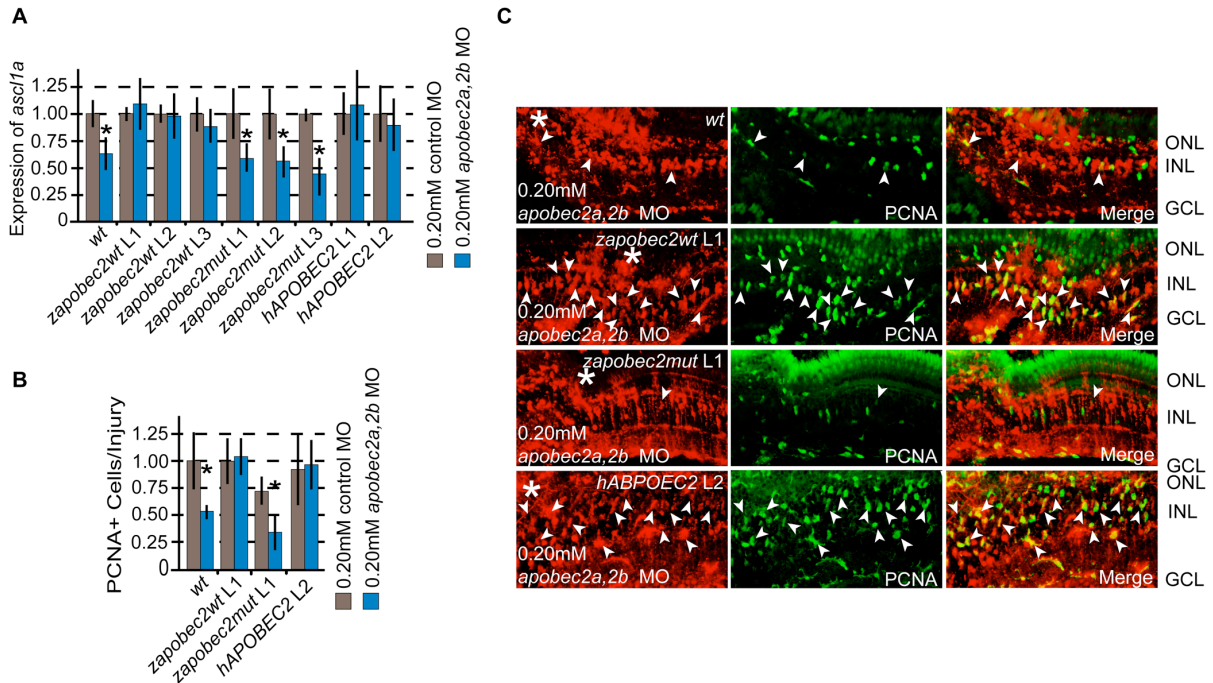 A
Expression of ascl1a
1.25
1.00
0.75
0.50
0.25
0
*
*
*
*
wt
zapobec2wt L1
zapobec2wt L2
zapobec2wt L3
zapobec2mut L1
zapobec2mut L2
zapobec2mut L3
hAPOBEC2 L1
hAPOBEC2 L2
0.20mM control MO
0.20mM apobec2a,2b MO
B
PCNA+ Cells/Injury
1.25
1.00
0.75
0.50
0.25
0
*
*
wt
zapobec2wt L1
zapobec2mut L1
hAPOBEC2 L2
0.20mM control MO
0.20mM apobec2a,2b MO
C
*
wt
0.20mM
apobec2a,2b MO
PCNA
Merge
ONL
INL
GCL
zapobec2wt L1
*
0.20mM
apobec2a,2b MO
PCNA
Merge
ONL
INL
GCL
zapobec2mut L1
*
0.20mM
apobec2a,2b MO
PCNA
Merge
ONL
INL
GCL
hABPOEC2 L2
*
0.20mM
apobec2a,2b MO
PCNA
Merge
ONL
INL
GCL